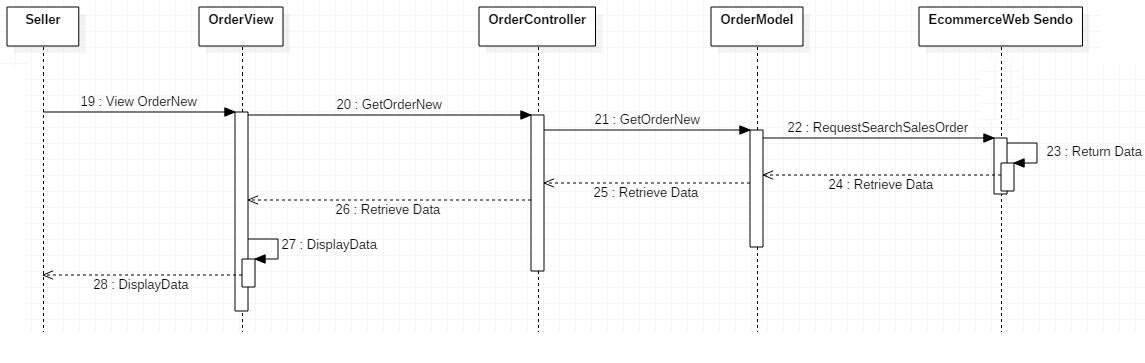 Seller
OrderView
OrderController
OrderModel
EcommerceWeb Sendo
19 : View OrderNew
20 : GetOrderNew
21 : GetOrderNew
22 : RequestSearchSalesOrder
23 : Return Data
24 : Retrieve Data
25 : Retrieve Data
26 : Retrieve Data
27 : DisplayData
28 : DisplayData